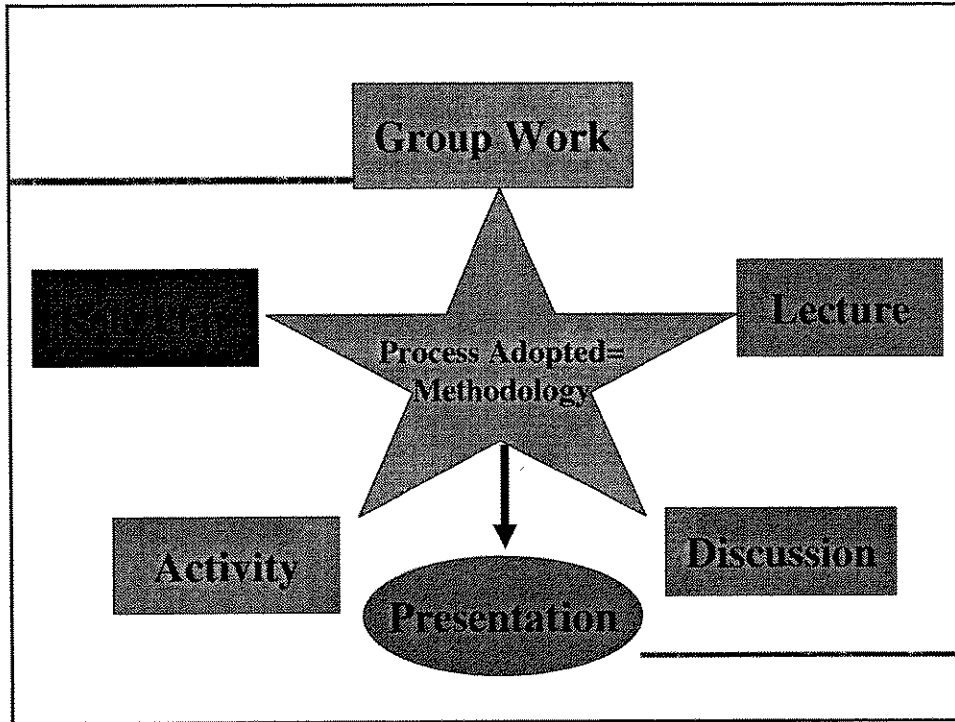 Group Work
Lecture
Process Adopted=
Methodology
Activity
Discussion
Presentation